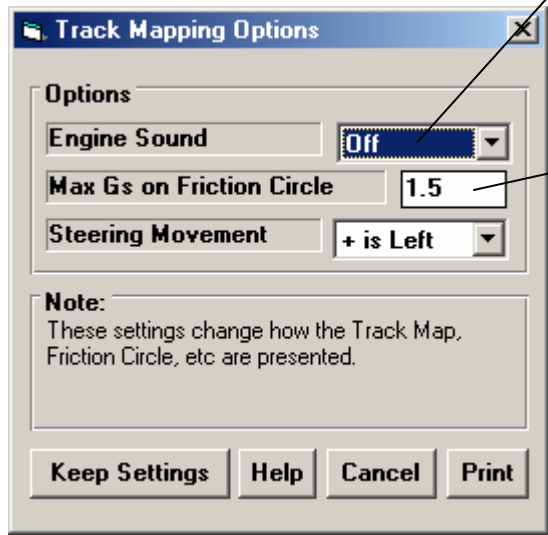 Track Mapping Options
Options
Engine Sound
Off
Max Gs on Friction Circle
1.5
Steering Movement
+ is Left
Note:
These settings change how the Track Map,
Friction Circle, etc are presented.
Keep Settings Help Cancel Print